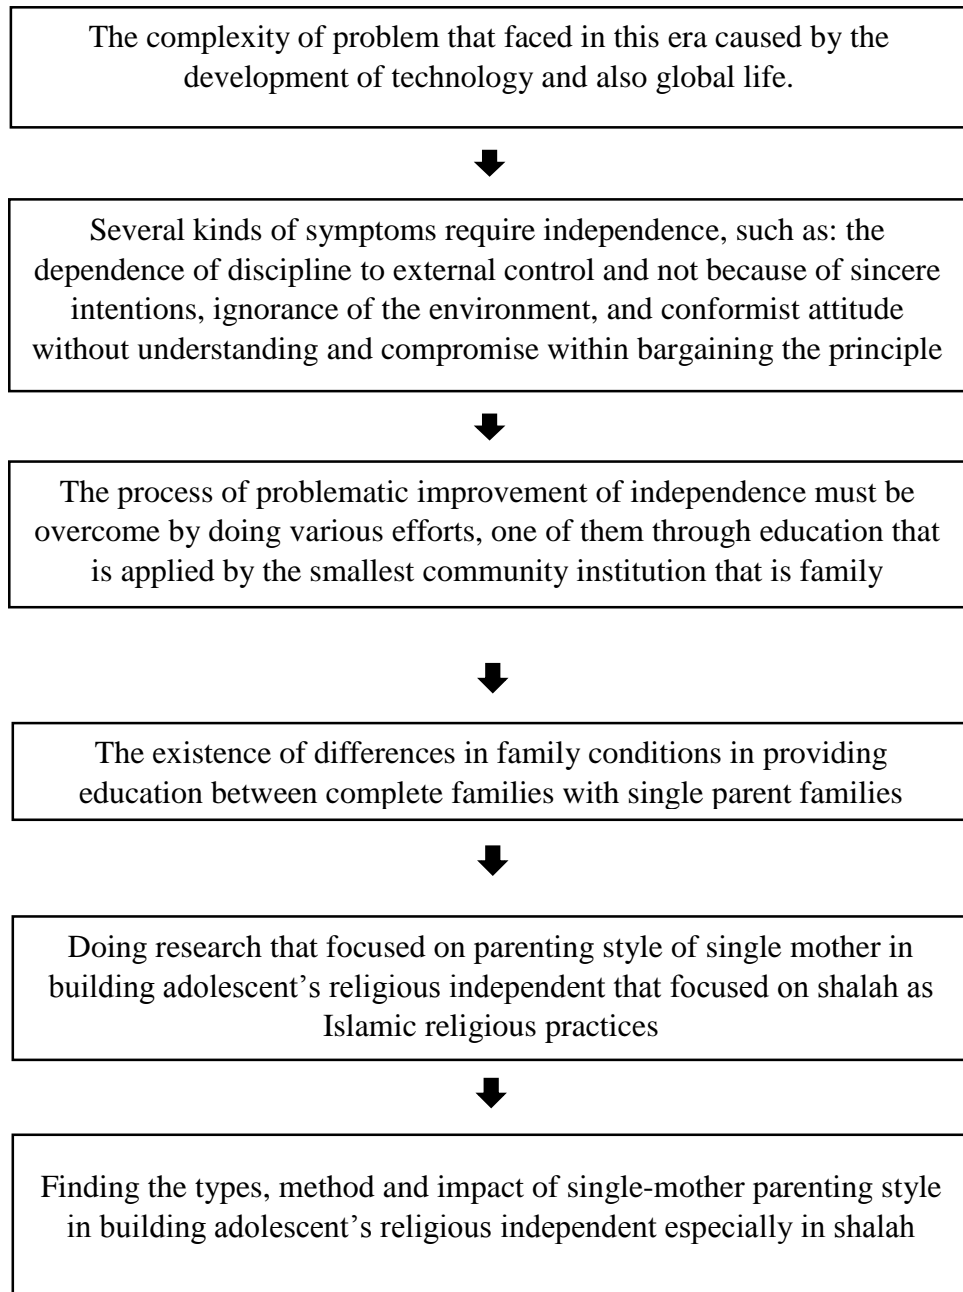 The complexity of problem that faced in this era caused by the
development of technology and also global life.
Several kinds of symptoms require independence, such as: the
dependence of discipline to external control and not because of sincere
intentions, ignorance of the environment, and conformist attitude
without understanding and compromise within bargaining the principle
The process of problematic improvement of independence must be
overcome by doing various efforts, one of them through education that
is applied by the smallest community institution that is family
The existence of differences in family conditions in providing
education between complete families with single parent families
Doing research that focused on parenting style of single mother in
building adolescent’s religious independent that focused on shalah as
Islamic religious practices
Finding the types, method and impact of single-mother parenting style
in building adolescent’s religious independent especially in shalah